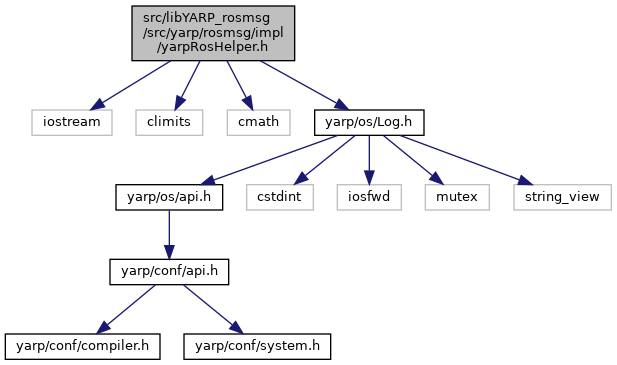 src/libYARP_rosmsg
/src/yarp/rosmsg/impl
/yarpRosHelper.h
iostream
climits
cmath
yarp/os/Log.h
yarp/os/api.h
cstdint
iosfwd
mutex
string_view
yarp/conf/api.h
yarp/conf/compiler.h
yarp/conf/system.h